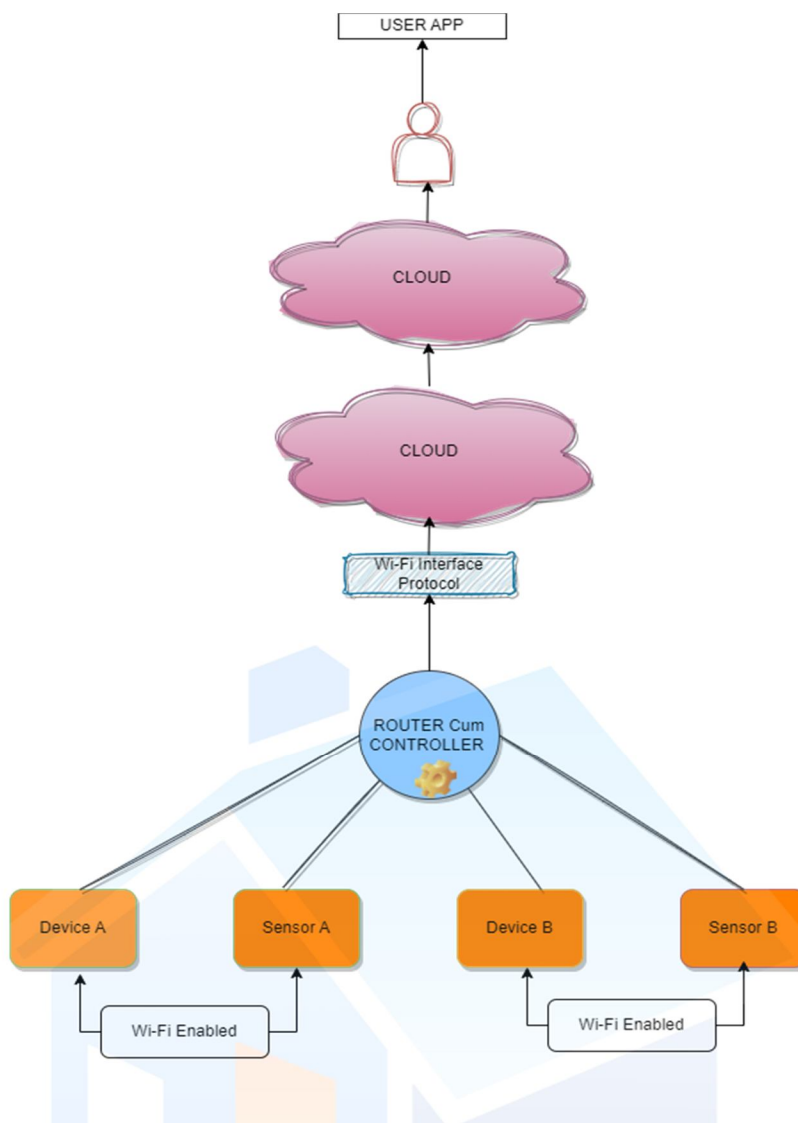 USER APP
CLOUD
CLOUD
Wi-Fi Interface
Protocol
ROUTER Cum
CONTROLLER
Device A
Sensor A
Device B
Sensor B
Wi-Fi Enabled
Wi-Fi Enabled